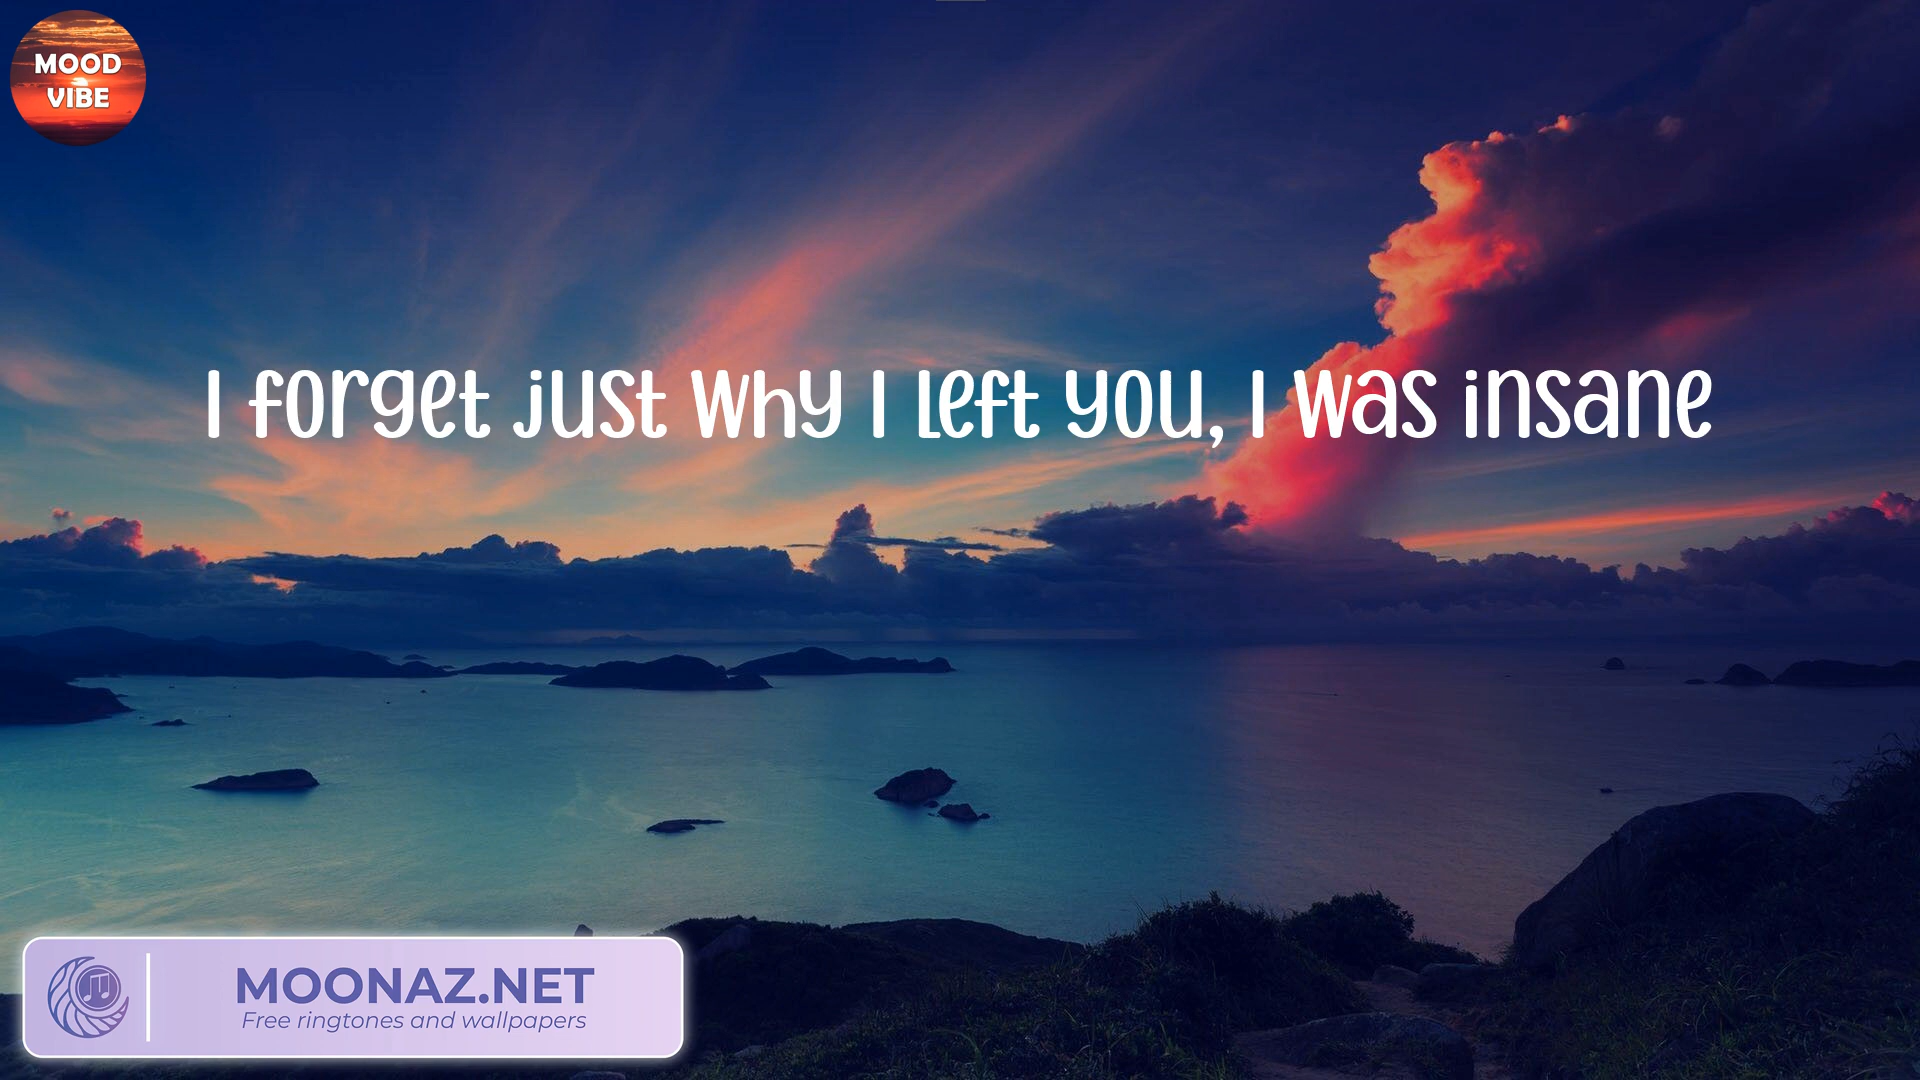 MOOD
VIBE
I forget just why I left you, I was insane
MOONAZ.NET
Free ringtones and wallpapers